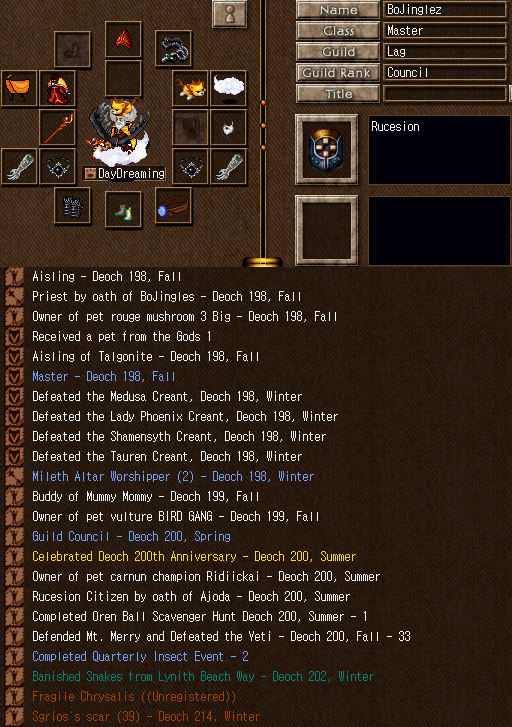 Name BoJinglez
Class Master
Guild Lag
Guild Rank Council
Title
Rucesion
DayDreaming
Aisling - Deoch 198, Fall
Priest by oath of BoJingles - Deoch 198, Fall
Owner of pet rouge mushroom 3 Big - Deoch 198, Fall
Received a pet from the Gods 1
Aisling of Talgonite - Deoch 198, Fall
Master - Deoch 198, Fall
Defeated the Medusa Creant, Deoch 198, Winter
Defeated the Lady Phoenix Creant, Deoch 198, Winter
Defeated the Shamensyth Creant, Deoch 198, Winter
Defeated the Tauren Creant, Deoch 198, Winter
Mileth Altar Worshipper (2) - Deoch 198, Winter
Buddy of Mummy Mommy - Deoch 199, Fall
Owner of pet vulture BIRD GANG - Deoch 199, Fall
Guild Council - Deoch 200, Spring
Celebrated Deoch 200th Anniversary - Deoch 200, Summer
Owner of pet carnun champion Ridiickai - Deoch 200, Summer
Rucesion Citizen by oath of Ajoda - Deoch 200, Summer
Completed Oren Ball Scavenger Hunt Deoch 200, Summer - 1
Defended Mt. Merry and Defeated the Yeti - Deoch 200, Fall - 33
Completed Quarterly Insect Event - 2
Banished Snakes from Lynith Beach Way - Deoch 202, Winter
Fragile Chrysalis ((Unregistered))
Sgrios's scar (39) - Deoch 214, Winter